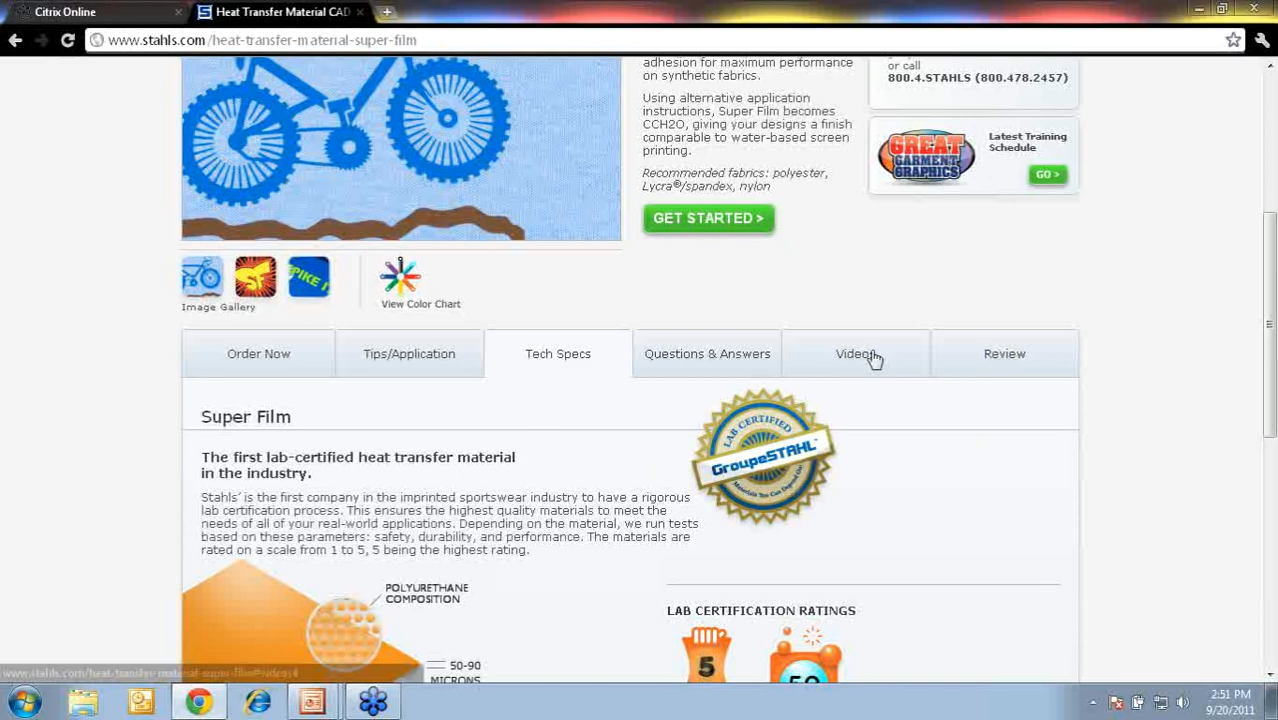 Citrix Online
Heat Transfer Material CAD
www.stahls.com/heat-transfer-material-super-film
adhesion for maximum performance
on synthetic fabrics.
Using alternative application
instructions, Super Film becomes
CCH2O, giving your designs a finish
comparable to water-based screen
printing.
Recommended fabrics: polyester,
Lycra®/spandex, nylon
GET STARTED >
or call
800.4.STAHLS (800.478.2457)
GREAT
GARMENT
GRAPHICS
Latest Training
Schedule
GO >
SF
SPIKE
Image Gallery
View Color Chart
Order Now
Tips/Application
Tech Specs
Questions & Answers
Videos
Review
Super Film
LAB CERTIFIED
GroupeSTAHL
Materials You Can Depend On!
The first lab-certified heat transfer material
in the industry.
Stahls' is the first company in the imprinted sportswear industry to have a rigorous
lab certification process. This ensures the highest quality materials to meet the
needs of all of your real-world applications. Depending on the material, we run tests
based on these parameters: safety, durability, and performance. The materials are
rated on a scale from 1 to 5, 5 being the highest rating.
POLYURETHANE
COMPOSITION
50-90
MICRONS
LAB CERTIFICATION RATINGS
5
50
www.stahls.com/heat-transfer-material-super-film#videos4
2:51 PM
9/20/2011